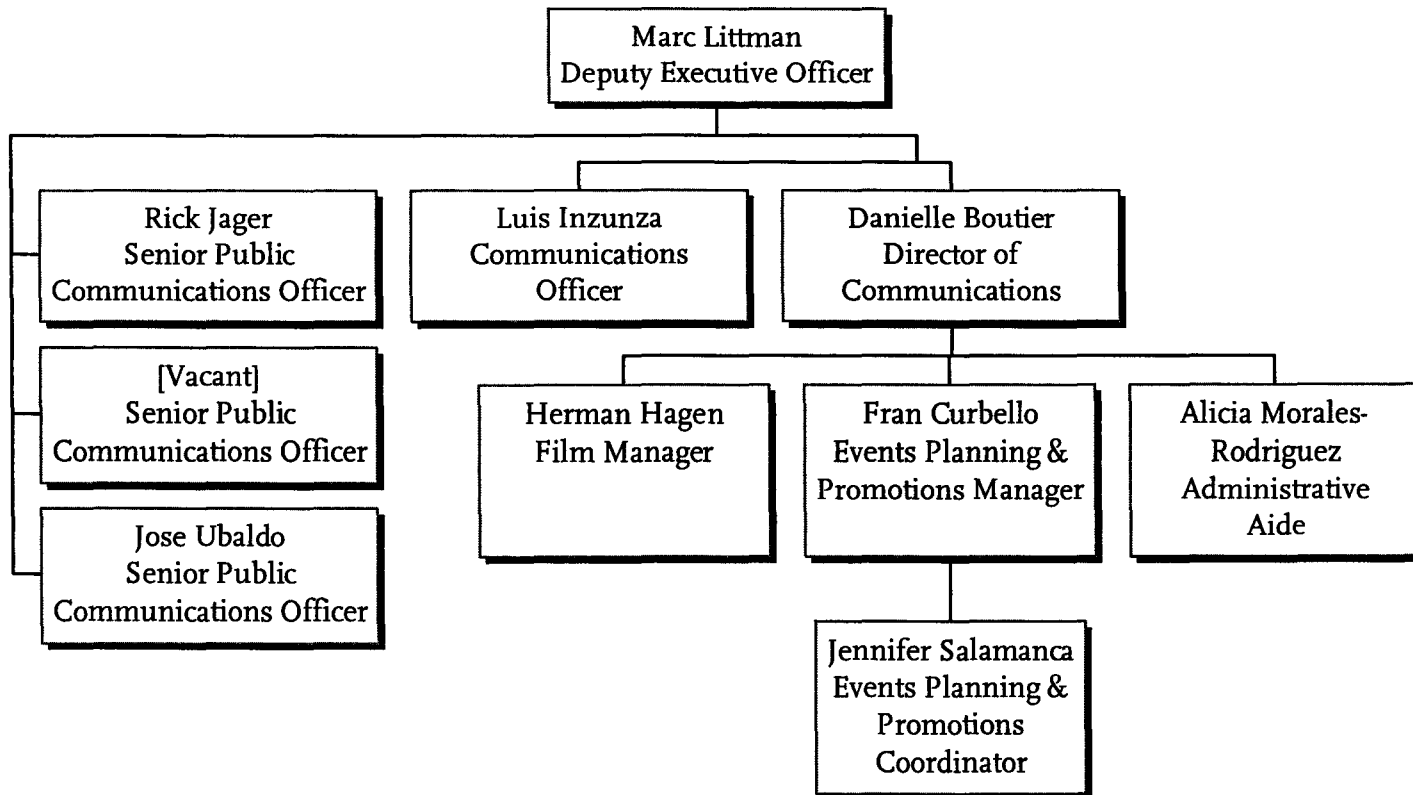 Marc Littman
Deputy Executive Officer
Rick Jager
Senior Public
Communications Officer
[Vacant]
Senior Public
Communications Officer
Jose Ubaldo
Senior Public
Communications Officer
Luis Inzunza
Communications
Officer
Danielle Boutier
Director of
Communications
Herman Hagen
Film Manager
Fran Curbello
Events Planning &
Promotions Manager
Alicia Morales-
Rodriguez
Administrative
Aide
Jennifer Salamanca
Events Planning &
Promotions
Coordinator